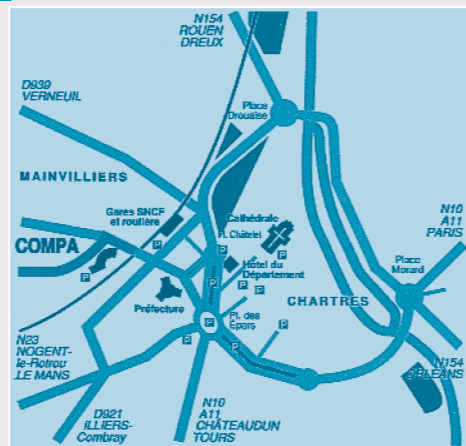 N154
ROUEN
DREUX
D939
VERNEUIL
Place
Drouaise
MAINVILLIERS
Gares SNCF
et routière
Cathédrale
Pl. Châtelet
N10
A11
PARIS
COMPA
P
P
P
Hôtel du
Département
Place
Morard
P
P
P
Préfecture
CHARTRES
Pl. des
Epars
P
P
P
P
N23
NOGENT-
le-Rotrou
LE MANS
N154
ORLÉANS
D921
ILLIERS-
Combray
N10
A11
CHÂTEAUDUN
TOURS